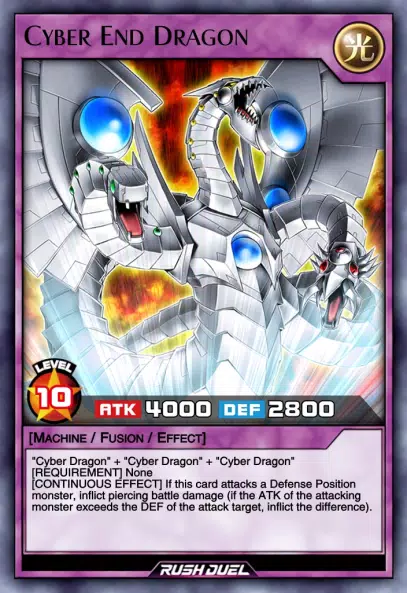 Cyber End Dragon
光
LEVEL
10
ATK 4000 DEF 2800
[Machine / Fusion / Effect]
"Cyber Dragon" + "Cyber Dragon" + "Cyber Dragon"
[REQUIREMENT] None
[CONTINUOUS EFFECT] If this card attacks a Defense Position
monster, inflict piercing battle damage (if the ATK of the attacking
monster exceeds the DEF of the attack target, inflict the difference).
RUSH DUEL